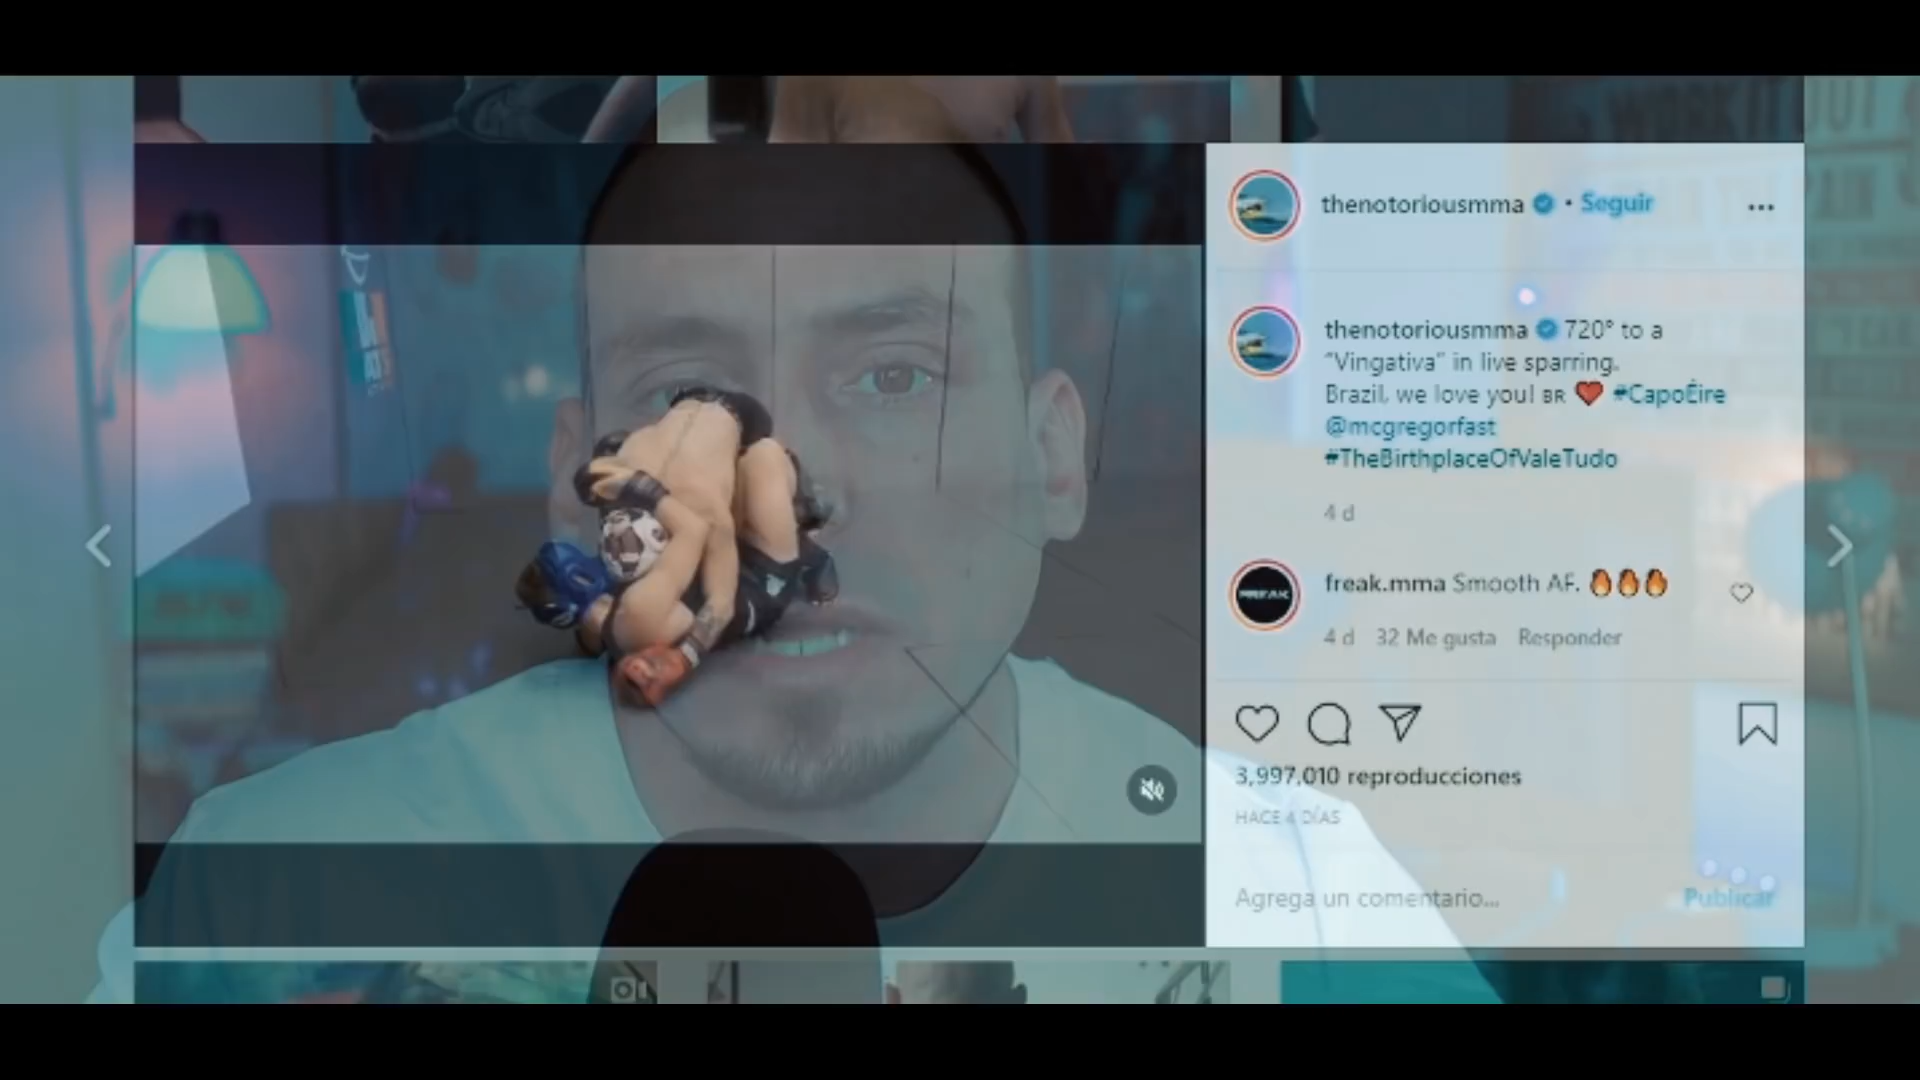 thenotoriousmma • Seguir
thenotoriousmma 720° to a
"Vingativa" in live sparring.
Brazil, we love you! BR ❤️ #CapoÉire
@mcgregorfast
#TheBirthplaceOfValeTudo
4 d
FREAK
freak.mma Smooth AF. 🔥🔥🔥
4 d 32 Me gusta Responder
3,997,010 reproducciones
HACE 4 DÍAS
Agrega un comentario... Publicar